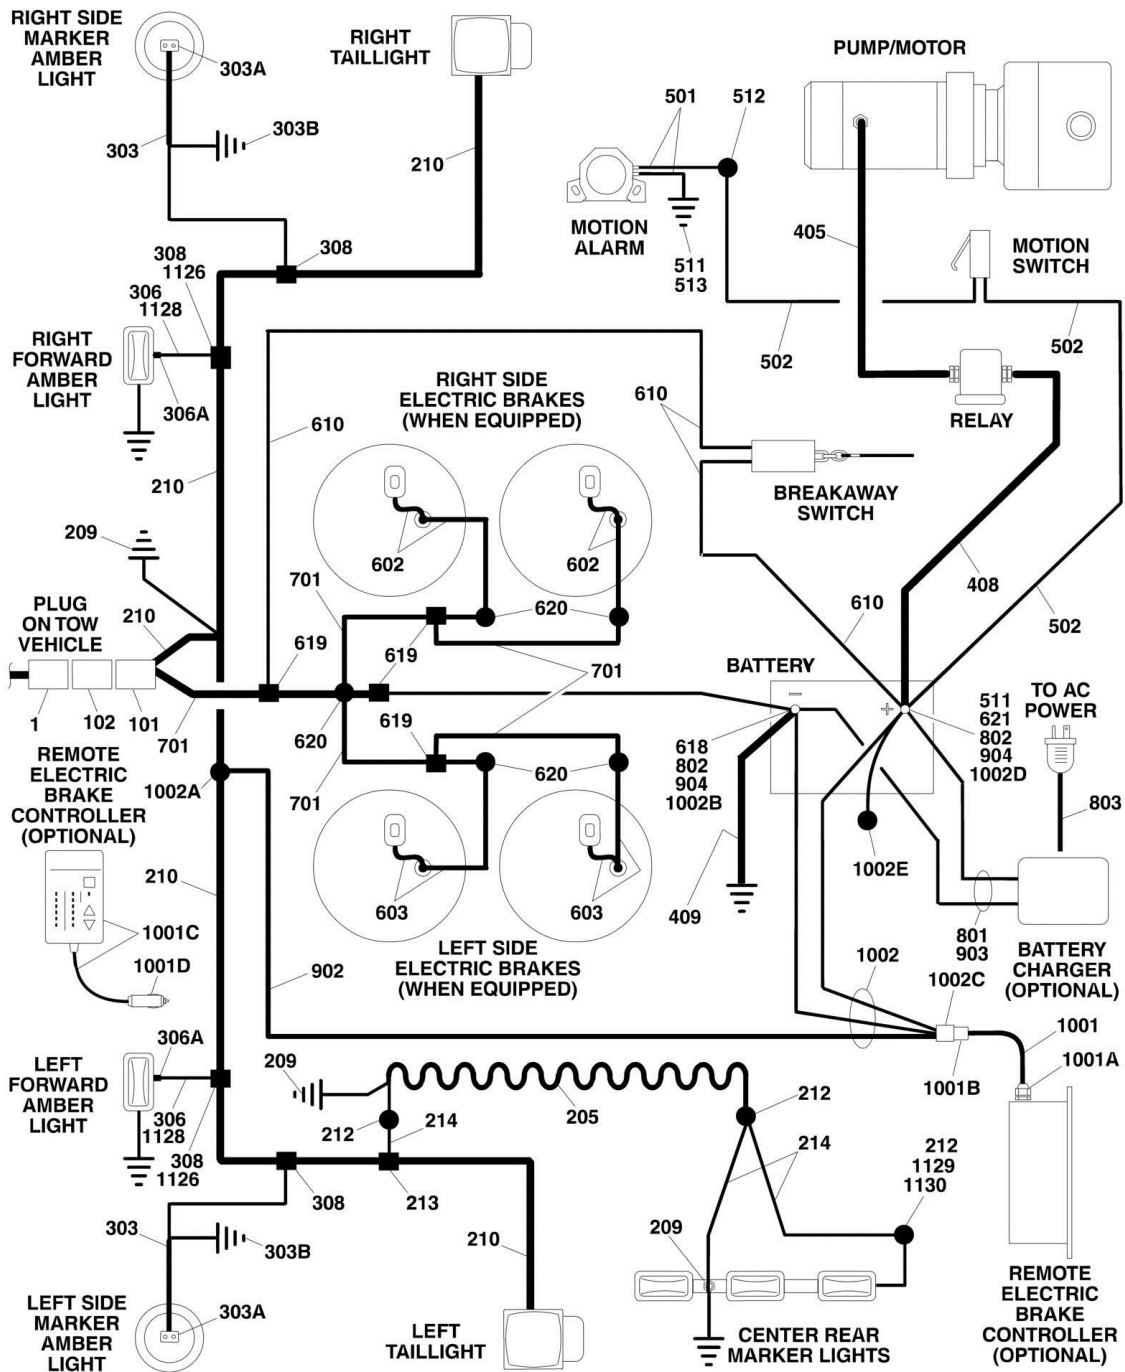 RIGHT SIDE
MARKER
AMBER
LIGHT
303A
303
303B
RIGHT
TAILLIGHT
210
PUMP/MOTOR
501
512
MOTION
ALARM
511
513
405
MOTION
SWITCH
502
502
308
308
1126
306
1128
RIGHT
FORWARD
AMBER
LIGHT
306A
RELAY
RIGHT SIDE
ELECTRIC BRAKES
(WHEN EQUIPPED)
610
610
210
BREAKAWAY
SWITCH
209
602
602
408
701
620
610
502
PLUG
ON TOW
VEHICLE
210
619
619
701
BATTERY
−
+
511
621
802
904
1002D
TO AC
POWER
1
102
101
701
620
619
618
802
904
1002B
REMOTE
ELECTRIC
BRAKE
CONTROLLER
(OPTIONAL)
1002A
701
620
803
1002E
210
603
603
409
801
903
BATTERY
CHARGER
(OPTIONAL)
1001C
1001D
902
LEFT SIDE
ELECTRIC BRAKES
(WHEN EQUIPPED)
1002
1002C
1001
1001A
1001B
306A
LEFT
FORWARD
AMBER
LIGHT
306
1128
308
1126
209
205
212
212
214
214
212
1129
1130
308
213
303
303B
210
209
LEFT SIDE
MARKER
AMBER
LIGHT
303A
LEFT
TAILLIGHT
CENTER REAR
MARKER LIGHTS
REMOTE
ELECTRIC
BRAKE
CONTROLLER
(OPTIONAL)